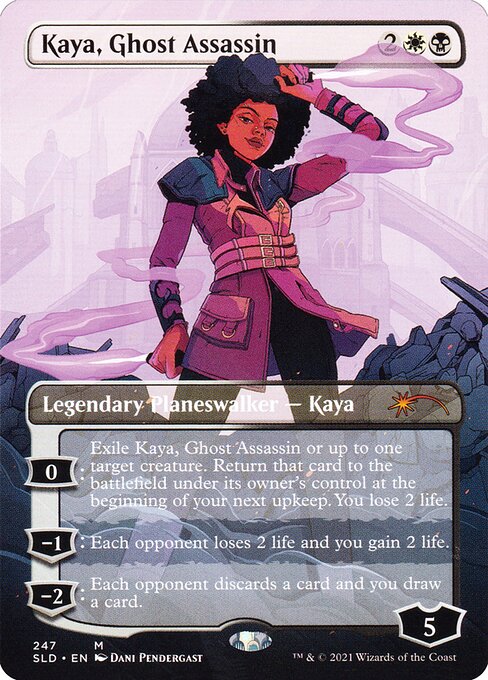 Kaya, Ghost Assassin 2
Legendary Planeswalker — Kaya
Exile Kaya, Ghost Assassin or up to one
target creature. Return that card to the
0: battlefield under its owner's control at the
beginning of your next upkeep. You lose 2 life.
-1: Each opponent loses 2 life and you gain 2 life.
-2: Each opponent discards a card and you draw
a card.
5
247 M
SLD • EN Dani Pendergast ™ & © 2021 Wizards of the Coast